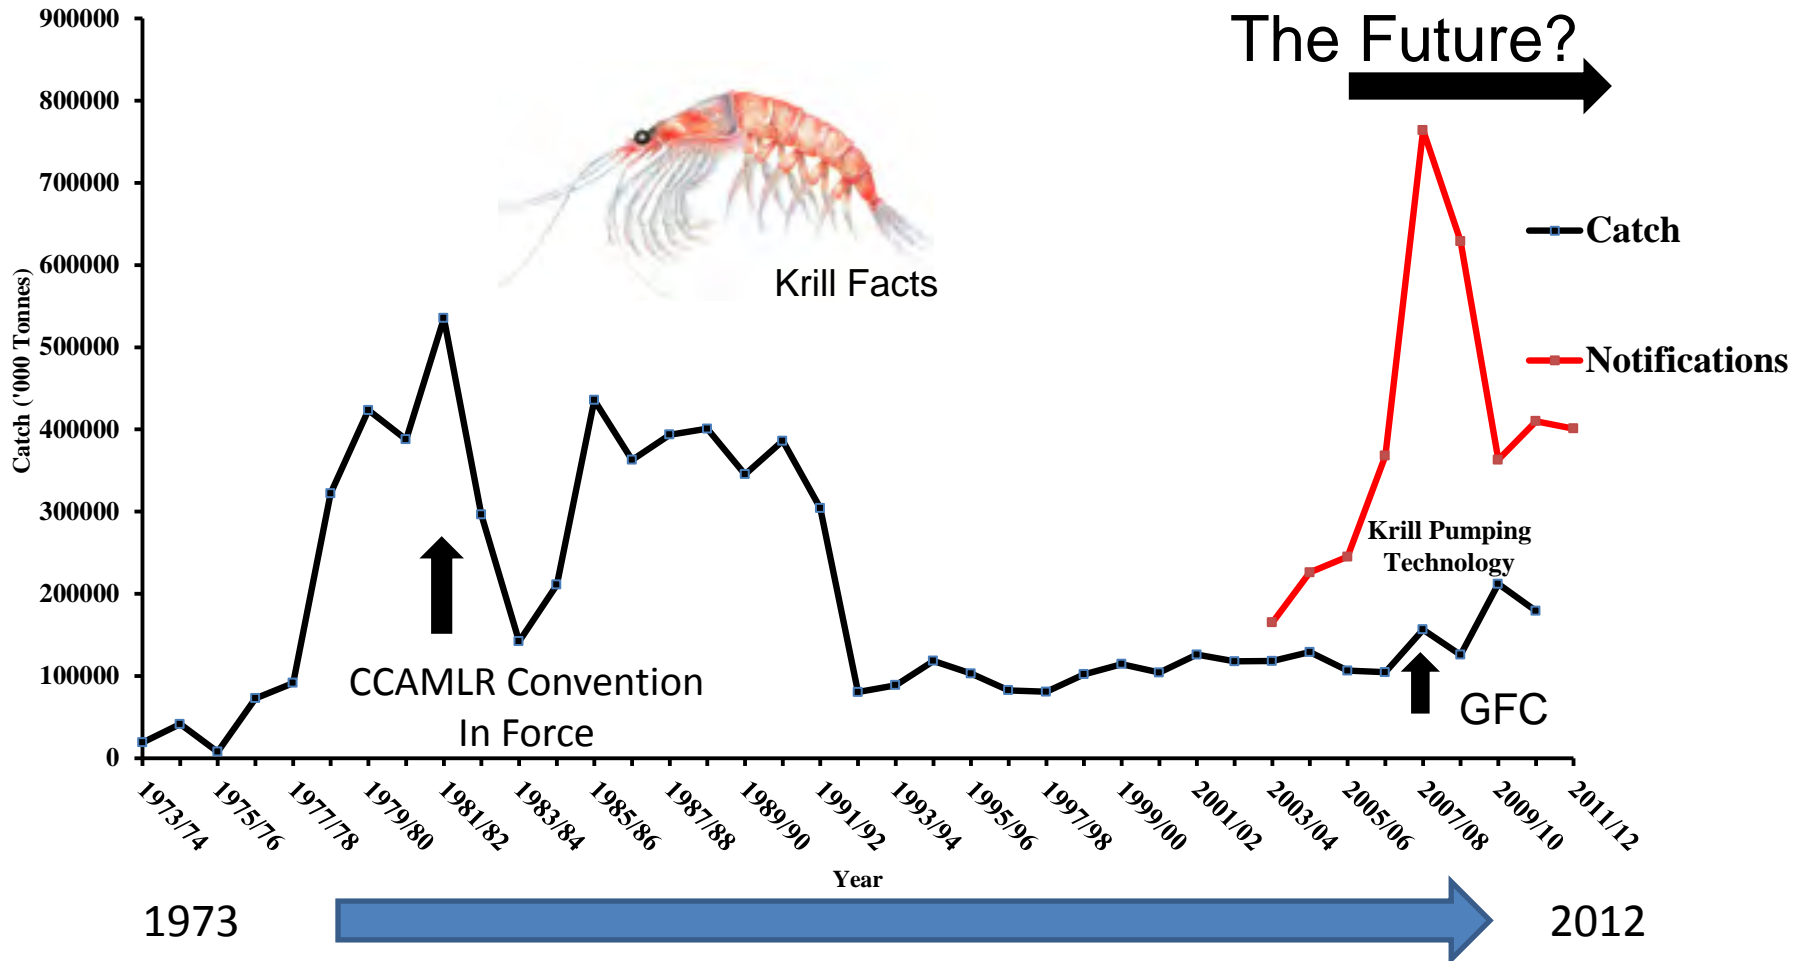 The Future?
900000
800000
700000
600000
500000
400000
300000
200000
100000
0
Catch ('000 Tonnes)
Krill Facts
Catch
Notifications
Krill Pumping
Technology
CCAMLR Convention
In Force
GFC
1973/74
1975/76
1977/78
1979/80
1981/82
1983/84
1985/86
1987/88
1989/90
1991/92
1993/94
1995/96
1997/98
1999/00
2001/02
2003/04
2005/06
2007/08
2009/10
2011/12
Year
1973
2012